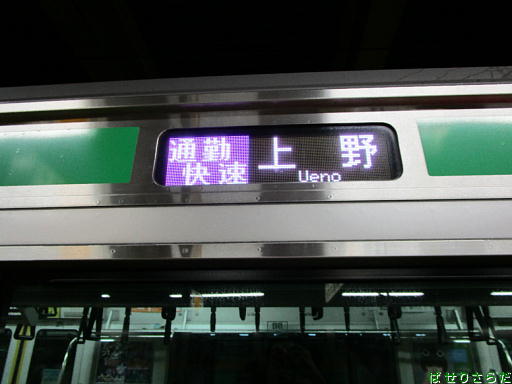 通勤
快速
上野
Ueno
ぱせりさらだ